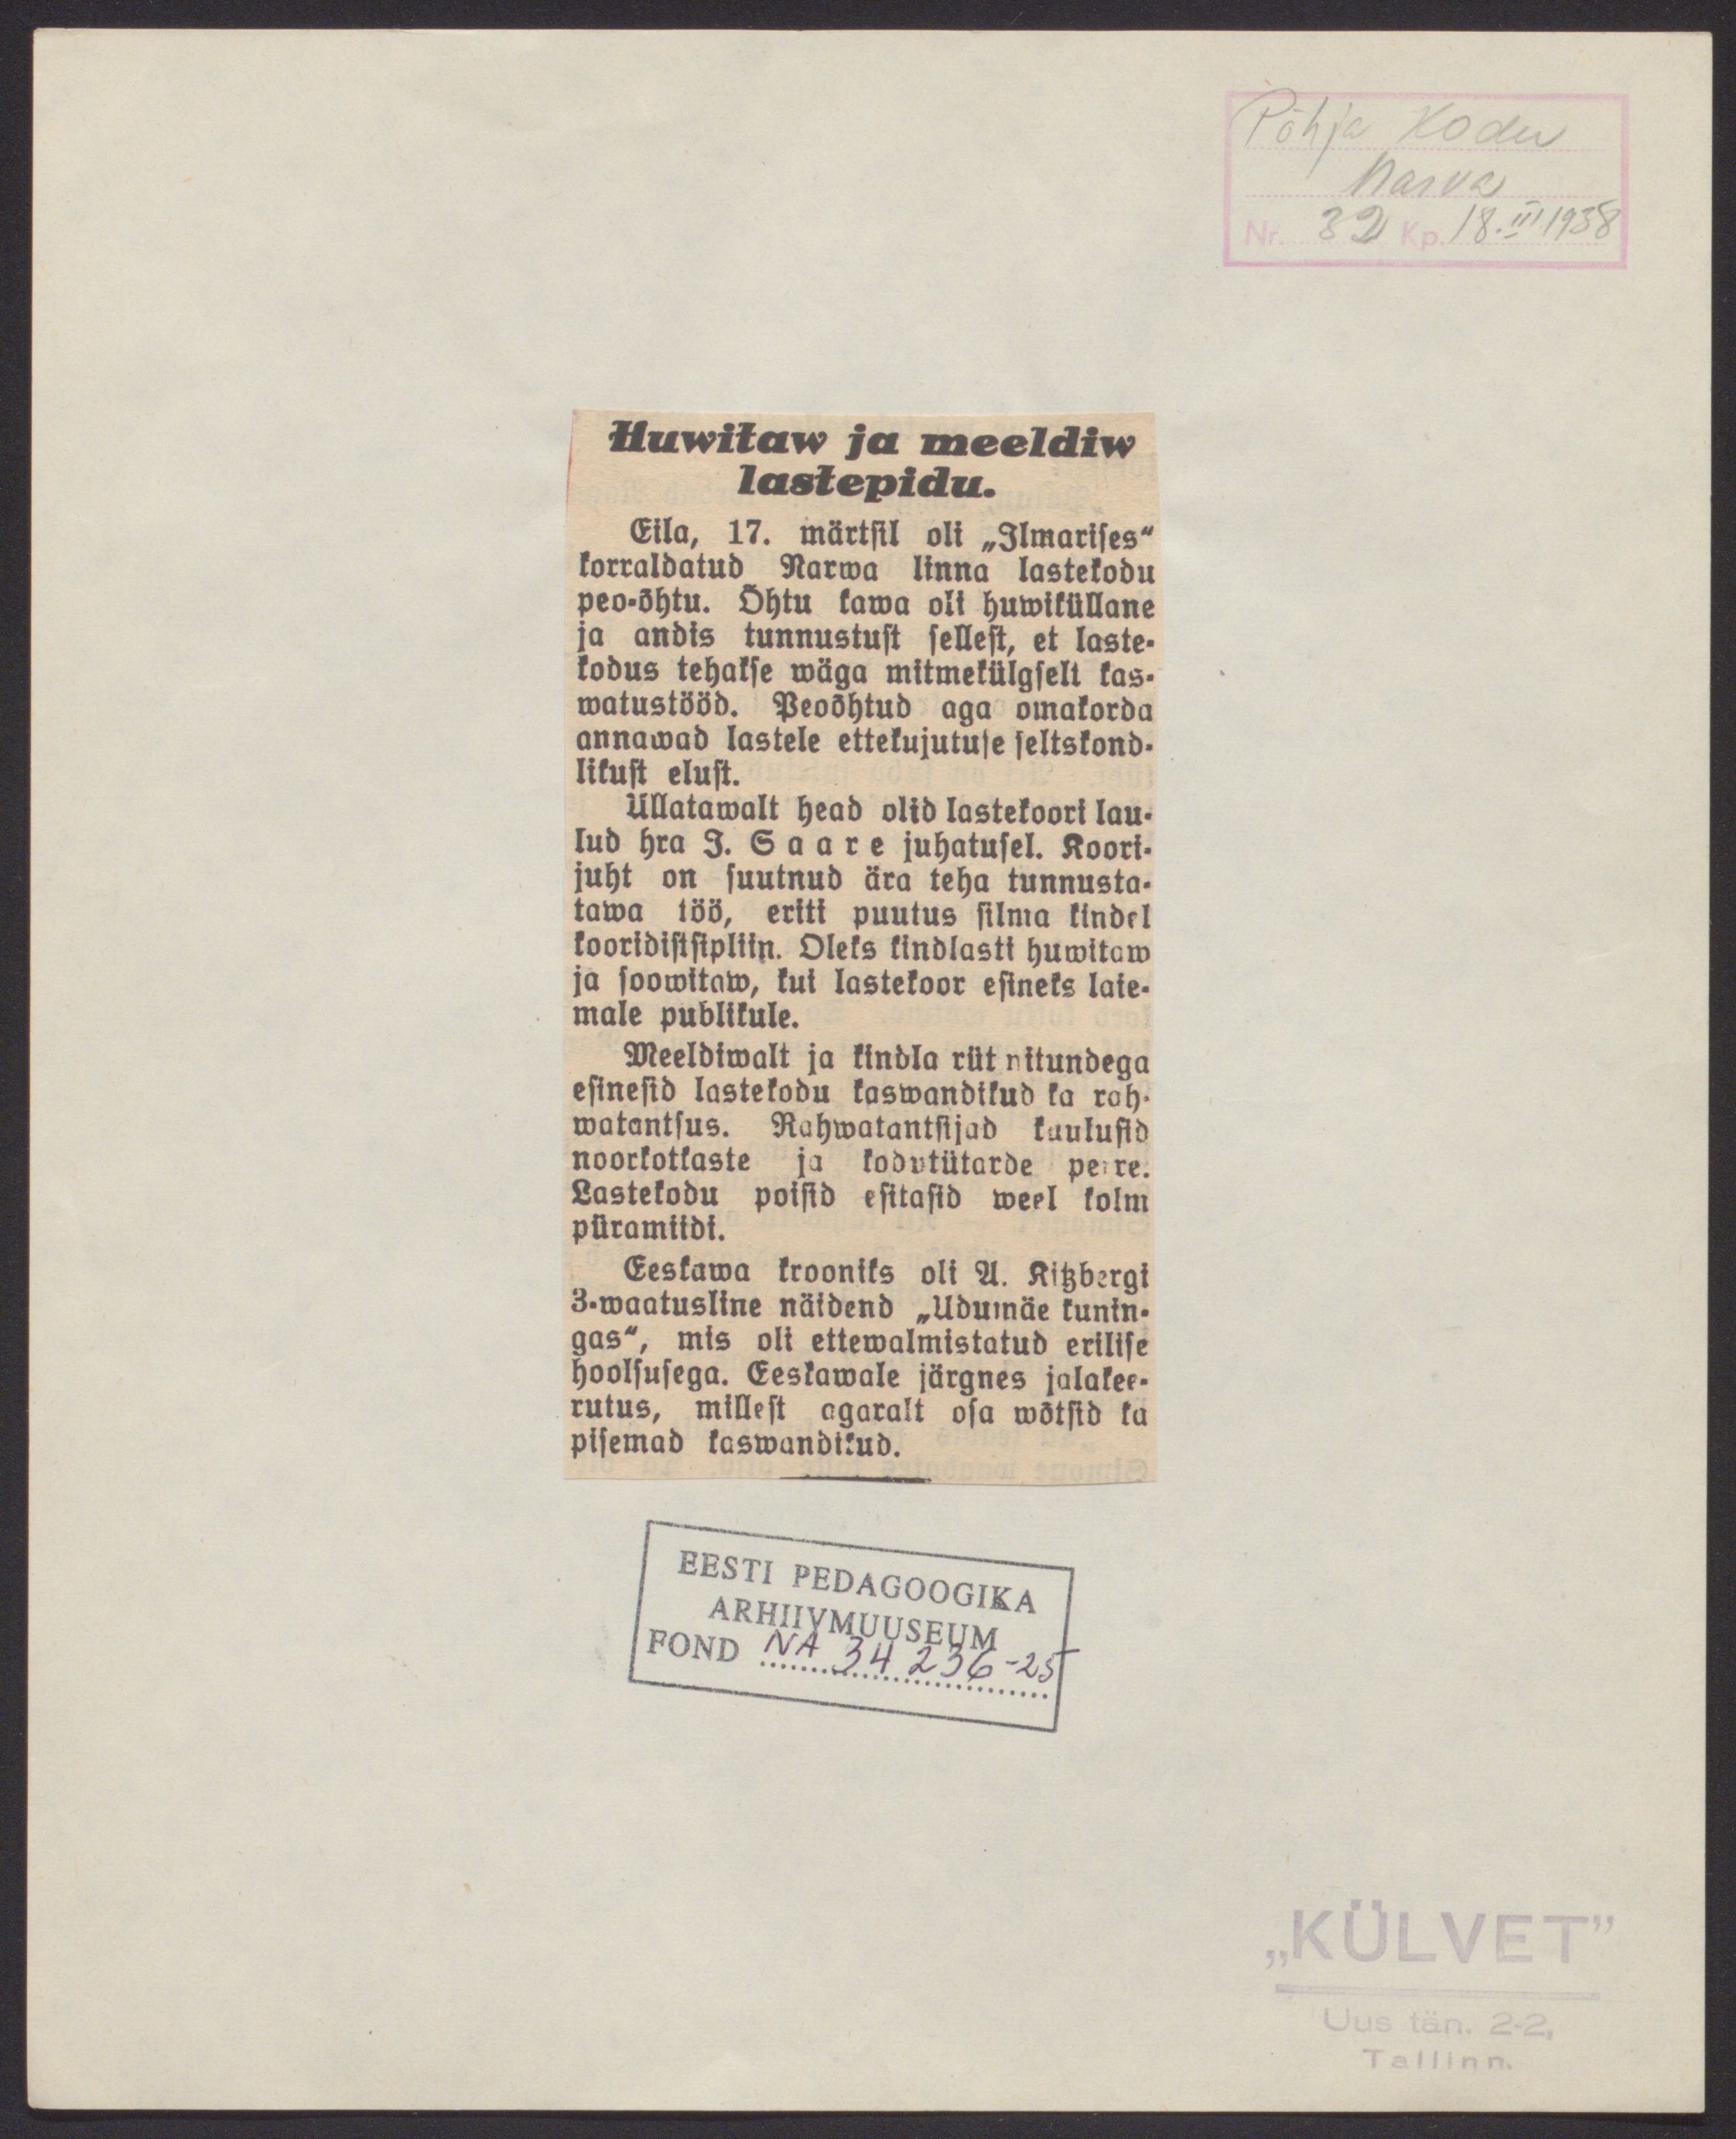 Põhja Kodu
Narva
Nr. 32 Kp. 18. III 1938
Huwitaw ja meeldiw
lastepidu.
Eila, 17. märtsil oli „Ilmarises“
korraldatud Narwa linna lastekodu
peo-õhtu. Õhtu kawa oli huwiküllane
ja andis tunnustust sellest, et laste-
kodus tehakse wäga mitmekülgselt kas-
watustööd. Peoõhtud aga omakorda
annawad lastele ettekujutuse seltskond-
likust elust.
Üllatawalt head olid lastekoori lau-
lud hra J. Saare juhatusel. Koori-
juht on suutnud ära teha tunnusta-
tawa töö, eriti puutus silma kindel
kooridistsipliin. Oleks kindlasti huwitaw
ja soowitaw, kui lastekoor esineks laie-
male publikule.
Meeldiwalt ja kindla rütmitundega
esinesid lastekodu kaswandikud ka rah-
watantsus. Rahwatantsijad kuulusid
noorkotkaste ja kodutütarde perre.
Lastekodu poisid esitasid weel kolm
püramiidi.
Eeskawa krooniks oli A. Kitzbergi
3-waatusline näidend „Udumäe kunin-
gas“, mis oli ettewalmistatud erilise
hoolsusega. Eeskawale järgnes jalakee-
rutus, millest agaralt osa wõtsid ka
pisemad kaswandikud.
EESTI PEDAGOOGIKA
ARHIIVMUUSEUM
FOND NA 34 236-25
„KÜLVET”
Uus tän. 2-2,
Tallinn.